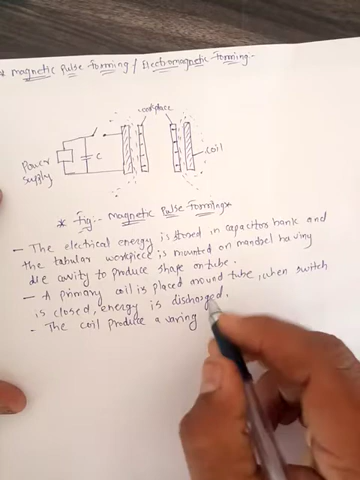 * magnetic Pulse Forming / Electromagnetic Forming :-
workpiece
Power
supply
C
coil
* Fig:- Magnetic Pulse Forming *
- The electrical energy is stored in capacitor bank and
the tabular workpiece is mounted on mandrel having
die cavity to produce shape on tube.
- A primary coil is placed around tube, when switch
is closed, energy is discharged.
- The coil produce a varing